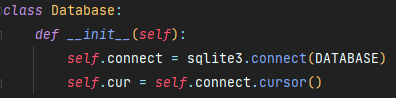 class Database:
    def __init__(self):
        self.connect = sqlite3.connect(DATABASE)
        self.cur = self.connect.cursor()